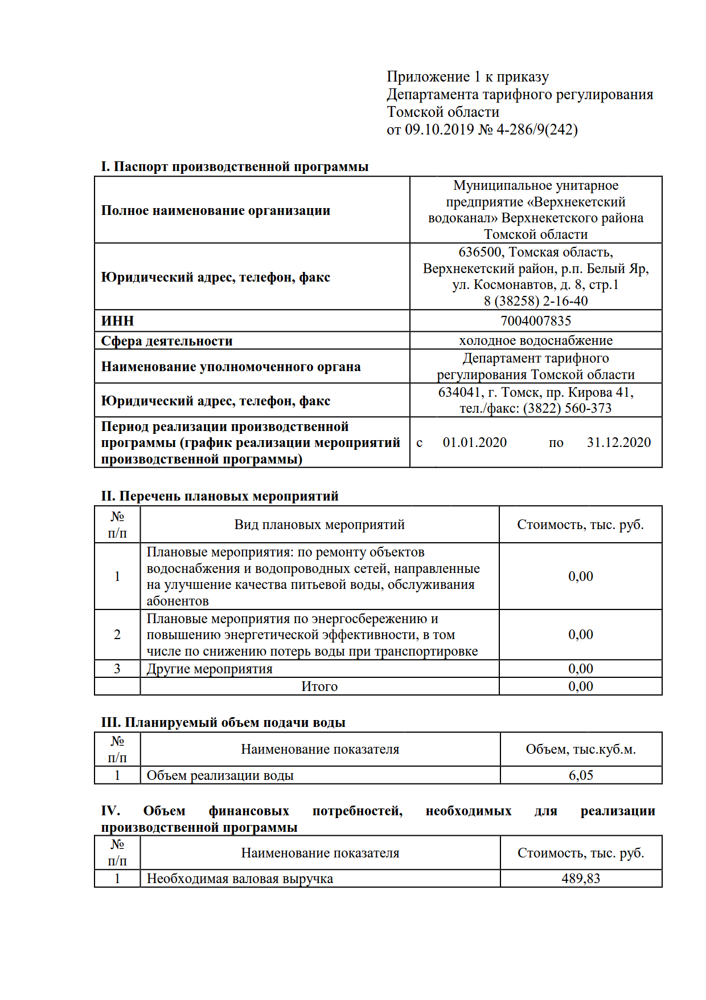 Приложение 1 к приказу
Департамента тарифного регулирования
Томской области
от 09.10.2019 № 4-286/9(242)
I. Паспорт производственной программы
Полное наименование организации
Муниципальное унитарное
предприятие «Верхнекетский
водоканал» Верхнекетского района
Томской области
Юридический адрес, телефон, факс
636500, Томская область,
Верхнекетский район, р.п. Белый Яр,
ул. Космонавтов, д. 8, стр.1
8 (38258) 2-16-40
ИНН
7004007835
Сфера деятельности
холодное водоснабжение
Наименование уполномоченного органа
Департамент тарифного
регулирования Томской области
Юридический адрес, телефон, факс
634041, г. Томск, пр. Кирова 41,
тел./факс: (3822) 560-373
Период реализации производственной
программы (график реализации мероприятий
производственной программы)
с 01.01.2020 по 31.12.2020
II. Перечень плановых мероприятий
№
п/п
Вид плановых мероприятий
Стоимость, тыс. руб.
1
Плановые мероприятия: по ремонту объектов
водоснабжения и водопроводных сетей, направленные
на улучшение качества питьевой воды, обслуживания
абонентов
0,00
2
Плановые мероприятия по энергосбережению и
повышению энергетической эффективности, в том
числе по снижению потерь воды при транспортировке
0,00
3
Другие мероприятия
0,00
Итого
0,00
III. Планируемый объем подачи воды
№
п/п
Наименование показателя
Объем, тыс.куб.м.
1
Объем реализации воды
6,05
IV. Объем финансовых потребностей, необходимых для реализации
производственной программы
№
п/п
Наименование показателя
Стоимость, тыс. руб.
1
Необходимая валовая выручка
489,83